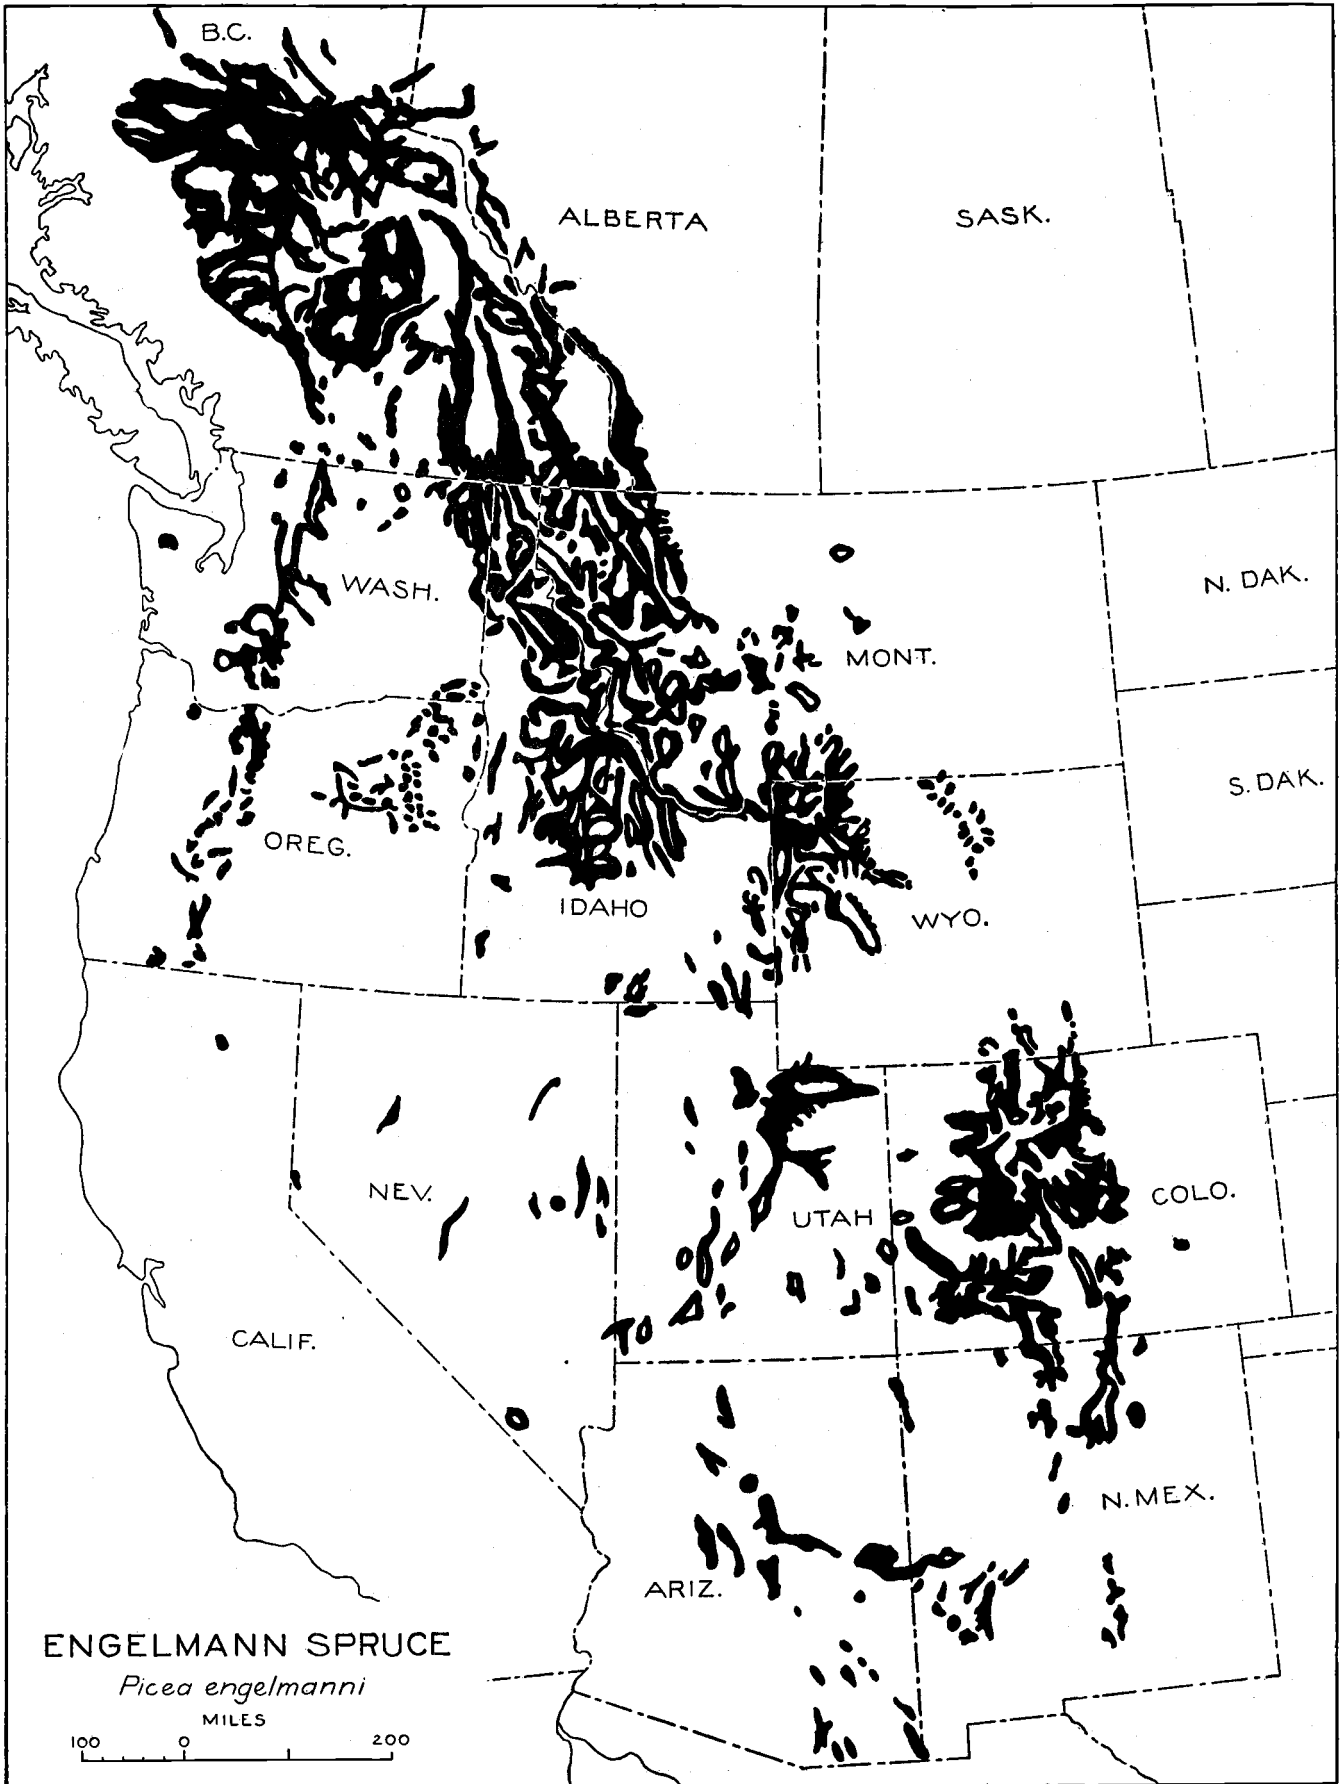 B.C.
ALBERTA
SASK.
WASH.
N. DAK.
MONT.
S. DAK.
OREG.
IDAHO
WYO.
NEV.
UTAH
COLO.
CALIF.
N. MEX.
ARIZ.
ENGELMANN SPRUCE
Picea engelmanni
MILES
100 0 200